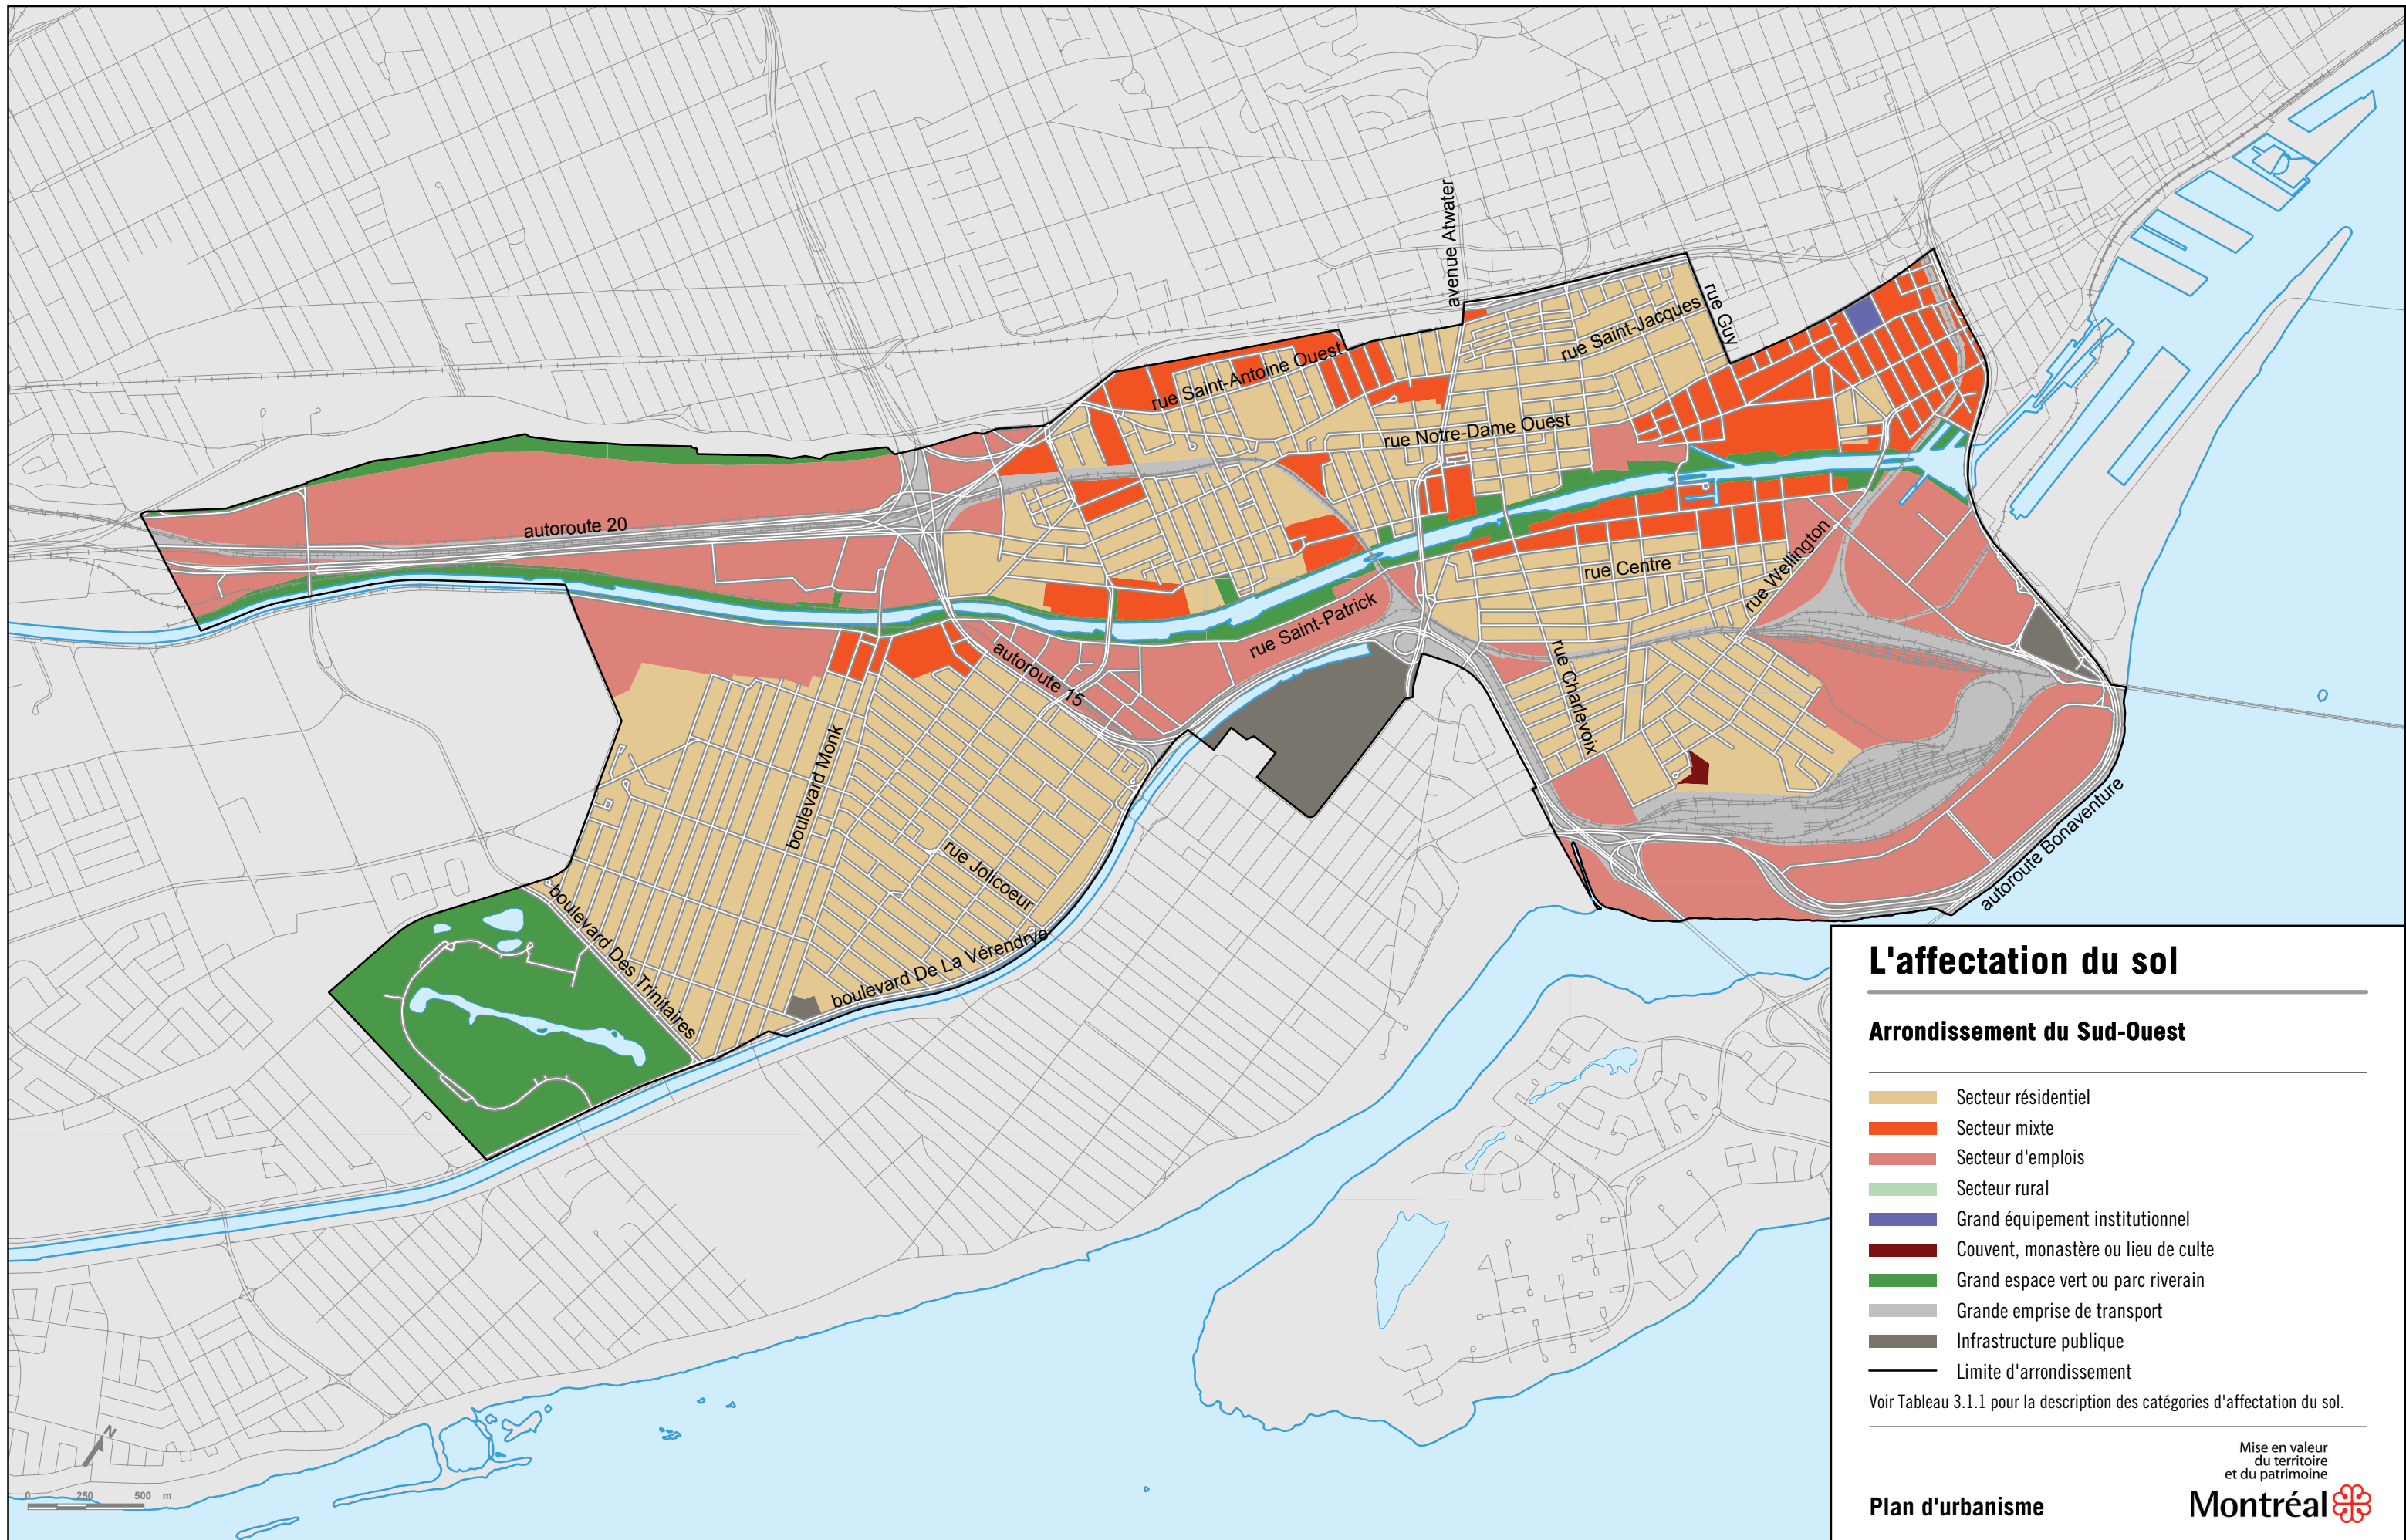 avenue Atwater
rue Guy
rue Saint-Jacques
rue Saint-Antoine Ouest
rue Notre-Dame Ouest
autoroute 20
rue Centre
rue Wellington
rue Saint-Patrick
autoroute 15
rue Charlevoix
boulevard Monk
rue Jolicoeur
autoroute Bonaventure
boulevard Des Trinitaires
boulevard De La Vérendrye
L'affectation du sol
Arrondissement du Sud-Ouest
Secteur résidentiel
Secteur mixte
Secteur d'emplois
Secteur rural
Grand équipement institutionnel
Couvent, monastère ou lieu de culte
Grand espace vert ou parc riverain
Grande emprise de transport
Infrastructure publique
Limite d'arrondissement
Voir Tableau 3.1.1 pour la description des catégories d'affectation du sol.
Mise en valeur
du territoire
et du patrimoine
Plan d'urbanisme
Montréal
N
0 250 500 m